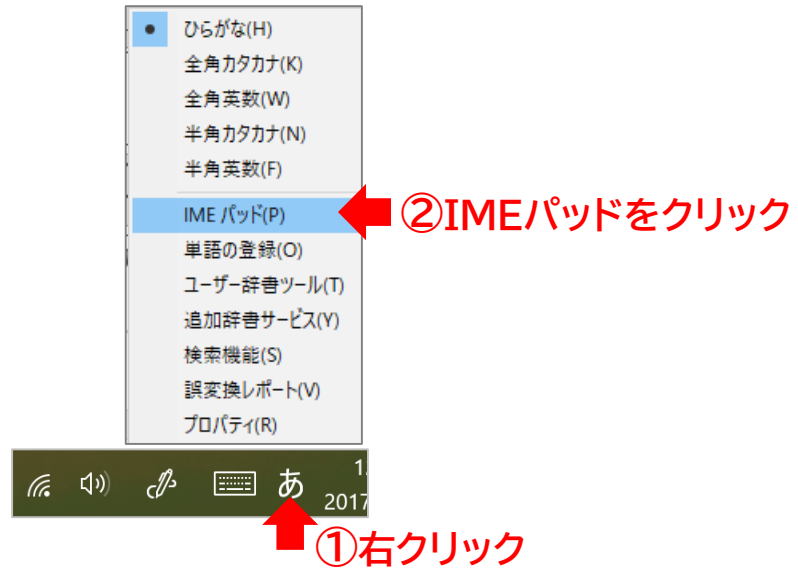 ひらがな(H)
全角カタカナ(K)
全角英数(W)
半角カタカナ(N)
半角英数(F)
IME パッド(P)
②IMEパッドをクリック
単語の登録(O)
ユーザー辞書ツール(T)
追加辞書サービス(Y)
検索機能(S)
誤変換レポート(V)
プロパティ(R)
あ
2017
①右クリック